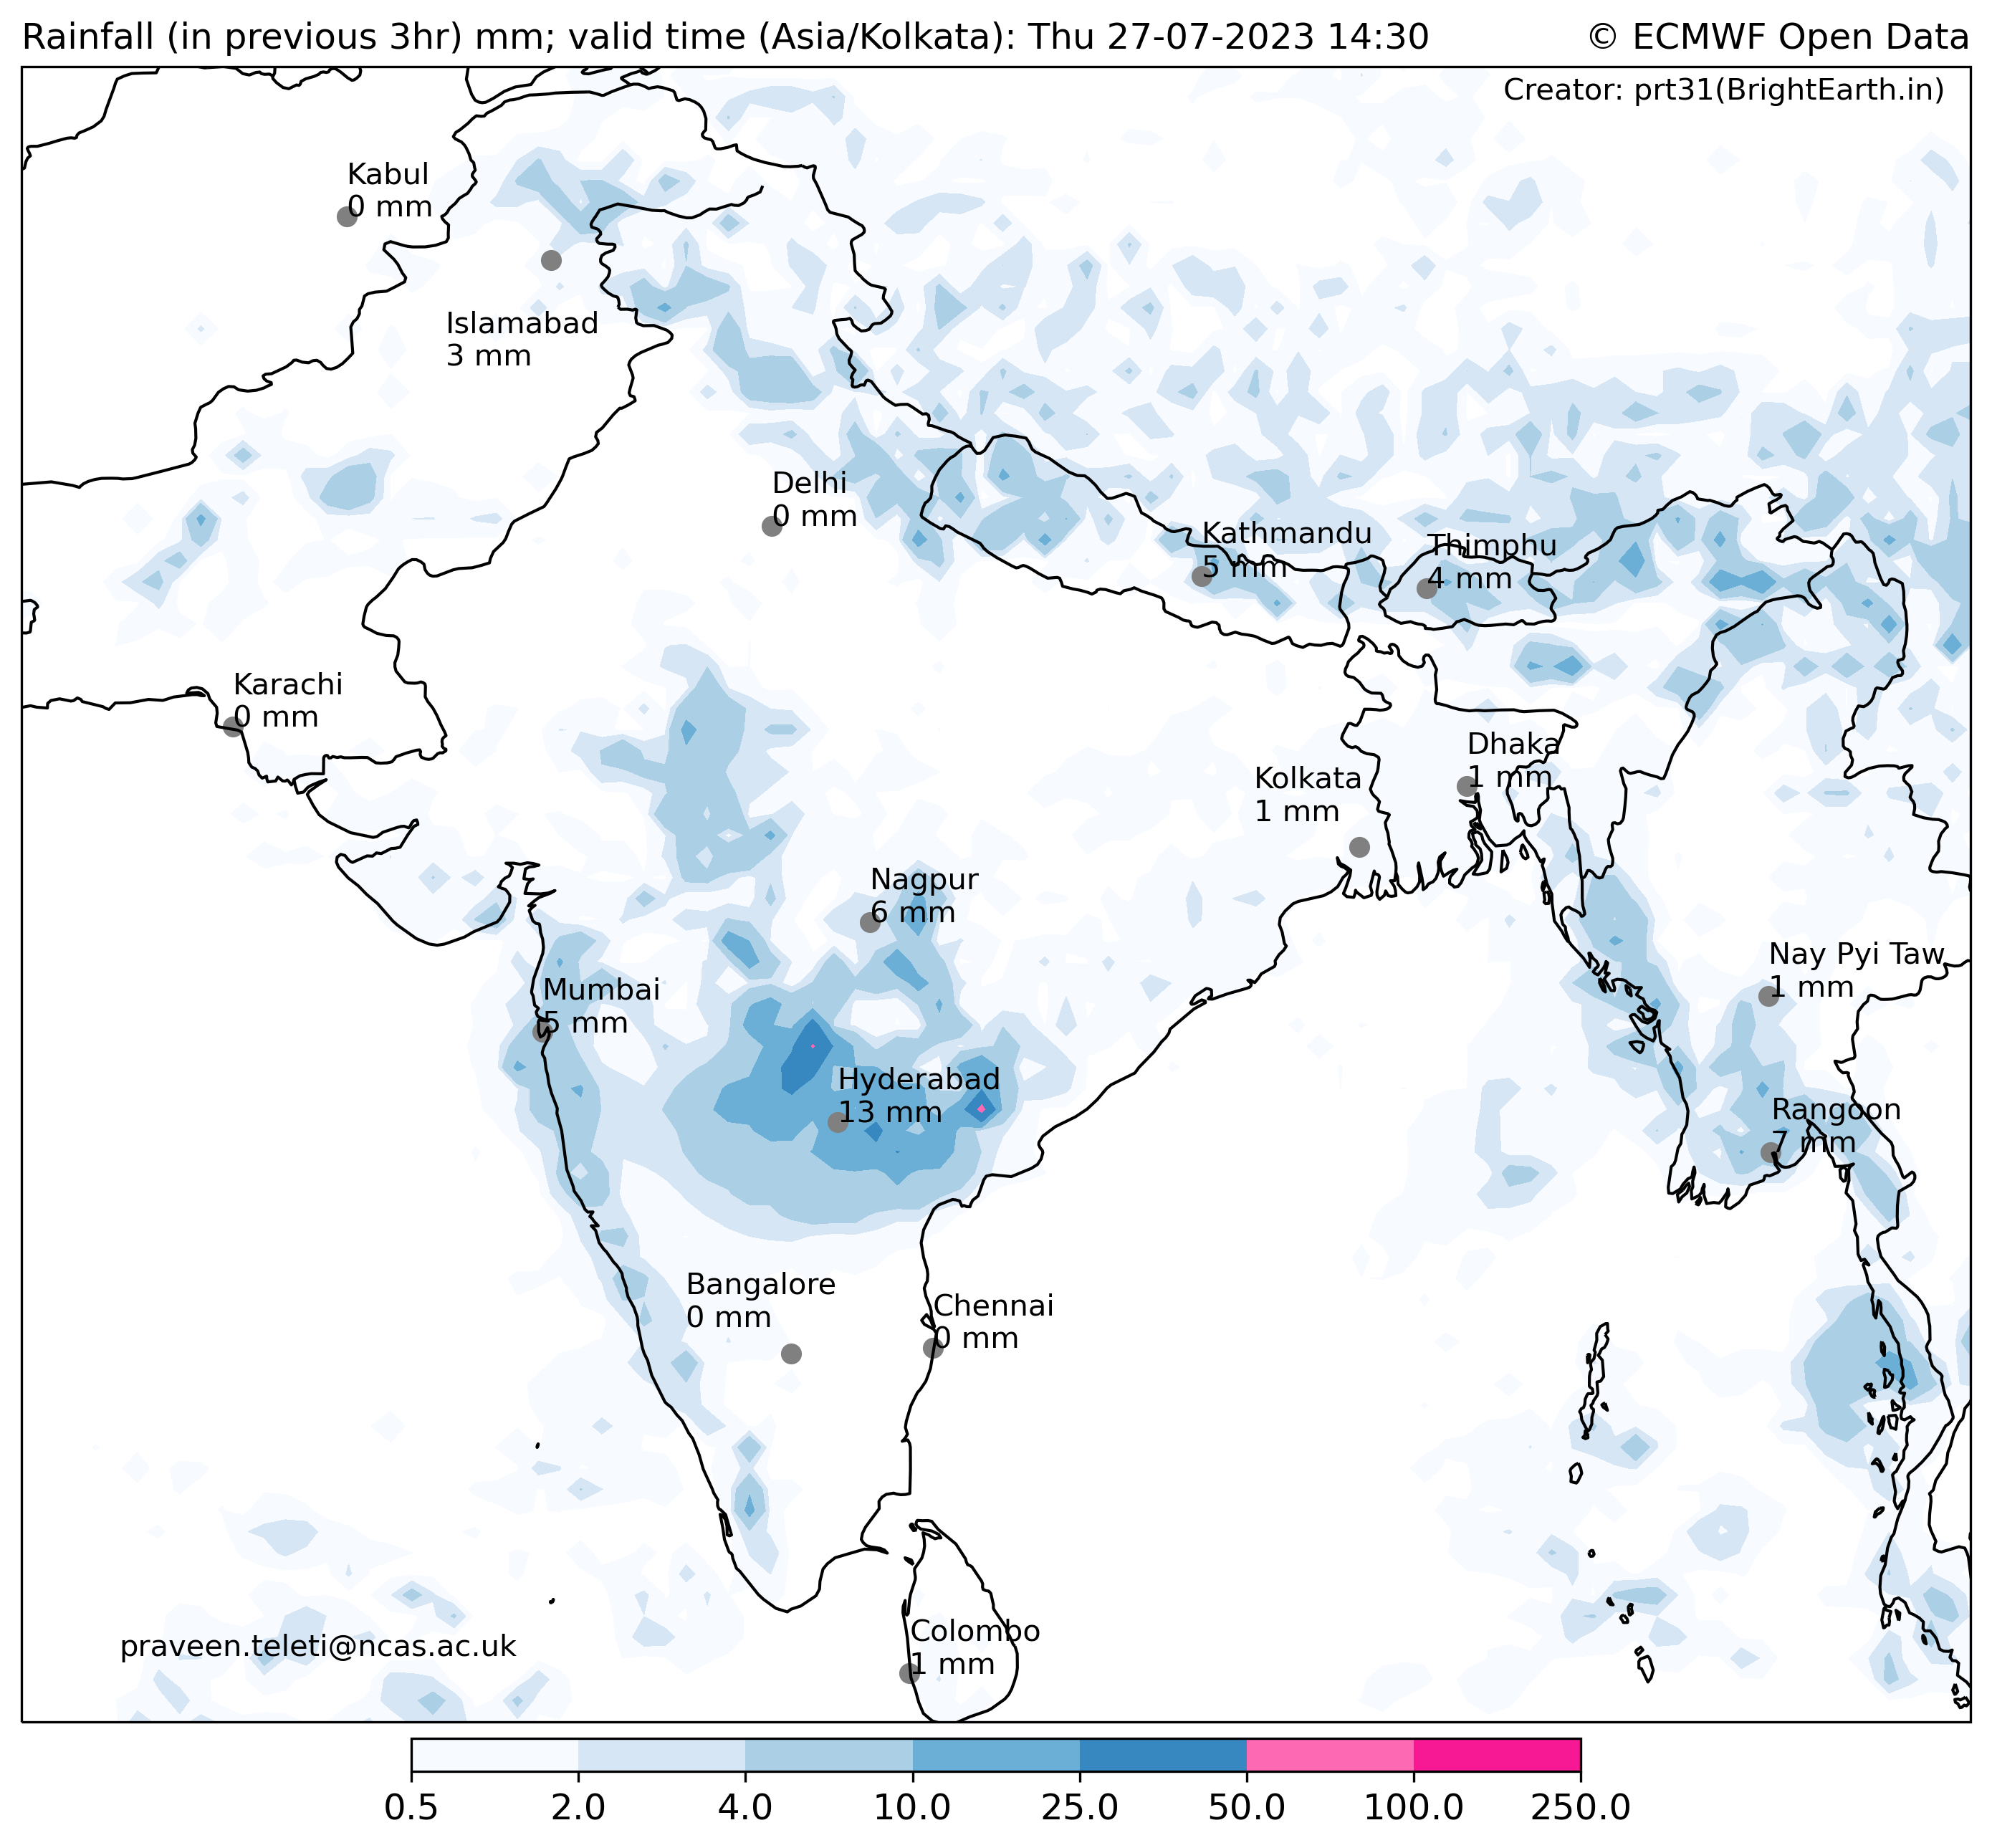 Rainfall (in previous 3hr) mm; valid time (Asia/Kolkata): Thu 27-07-2023 14:30
© ECMWF Open Data
Creator: prt31(BrightEarth.in)
Kabul
0 mm
Islamabad
3 mm
Delhi
0 mm
Kathmandu
5 mm
Thimphu
4 mm
Karachi
0 mm
Dhaka
1 mm
Kolkata
1 mm
Nagpur
6 mm
Nay Pyi Taw
1 mm
Mumbai
5 mm
Hyderabad
13 mm
Rangoon
7 mm
Bangalore
0 mm
Chennai
0 mm
Colombo
1 mm
praveen.teleti@ncas.ac.uk
0.5 2.0 4.0 10.0 25.0 50.0 100.0 250.0